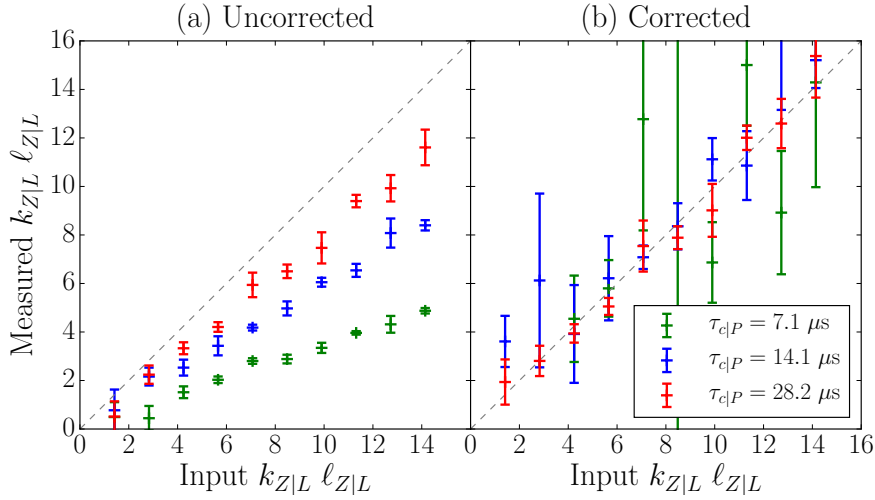 (a) Uncorrected
(b) Corrected
Measured k_{Z|L} ℓ_{Z|L}
16
14
12
10
8
6
4
2
0
0 2 4 6 8 10 12 14
0 2 4 6 8 10 12 14 16
Input k_{Z|L} ℓ_{Z|L}
Input k_{Z|L} ℓ_{Z|L}
τ_{c|P} = 7.1 μs
τ_{c|P} = 14.1 μs
τ_{c|P} = 28.2 μs